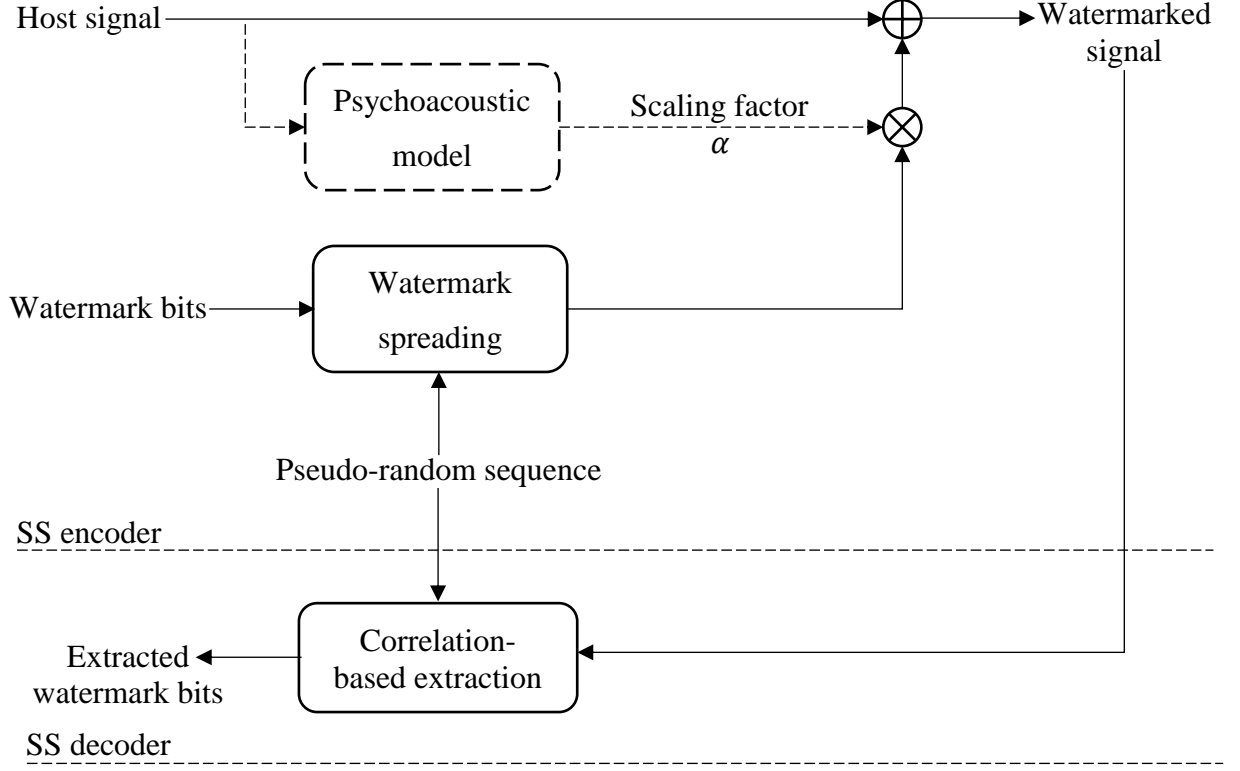 Host signal
Watermarked
signal
Psychoacoustic
model
Scaling factor
α
Watermark bits
Watermark
spreading
Pseudo-random sequence
SS encoder
Correlation-
based extraction
Extracted
watermark bits
SS decoder